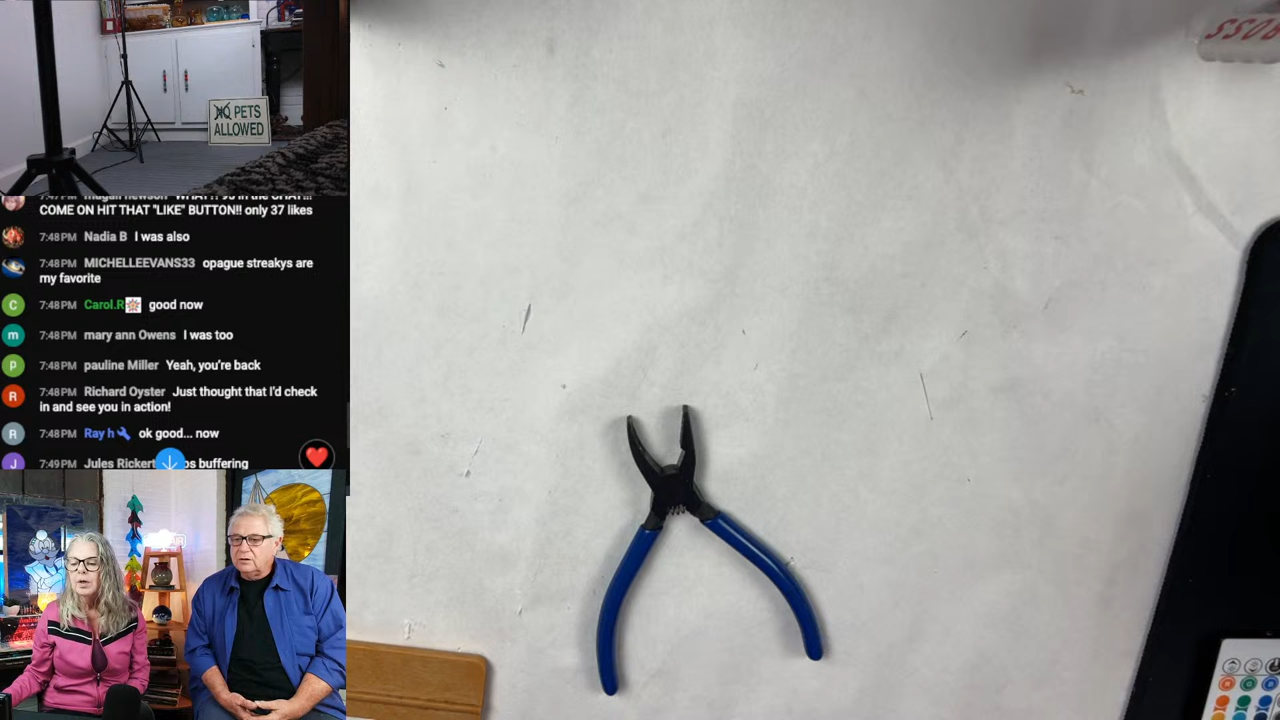 NO PETS
ALLOWED
COME ON HIT THAT "LIKE" BUTTON!! only 37 likes
7:48PM Nadia B I was also
7:48PM MICHELLEEVANS33 opague streakys are
my favorite
C 7:48PM Carol.R good now
m 7:48PM mary ann Owens I was too
p 7:48PM pauline Miller Yeah, you're back
R 7:48PM Richard Oyster Just thought that I'd check
in and see you in action!
R 7:48PM Ray h ok good... now
J 7:49PM Jules Rickert buffering
ROSS